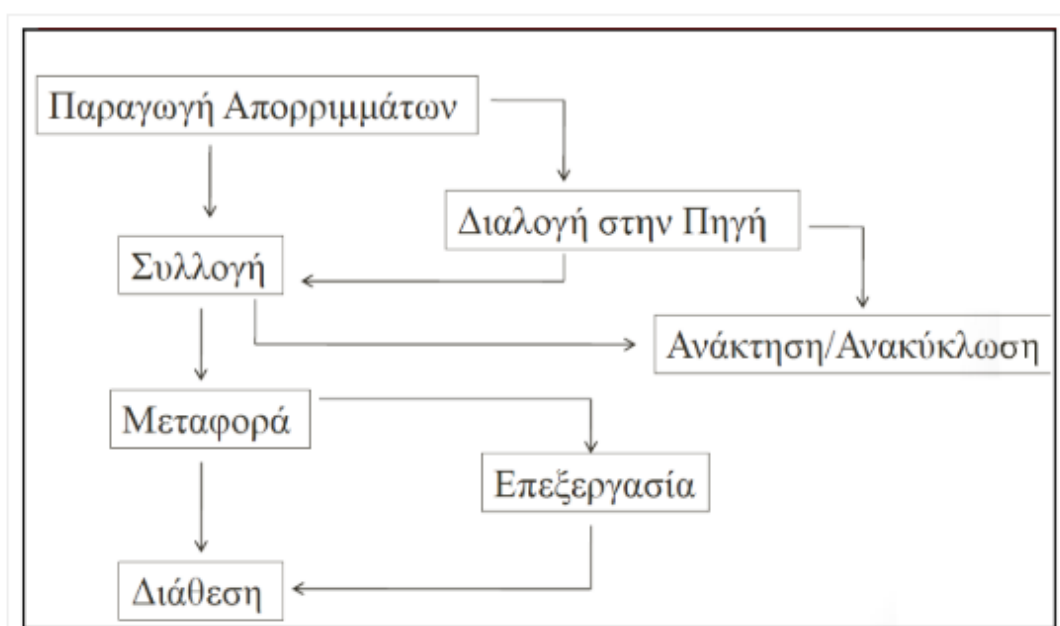 Παραγωγή Απορριμμάτων
Διαλογή στην Πηγή
Συλλογή
Ανάκτηση/Ανακύκλωση
Μεταφορά
Επεξεργασία
Διάθεση